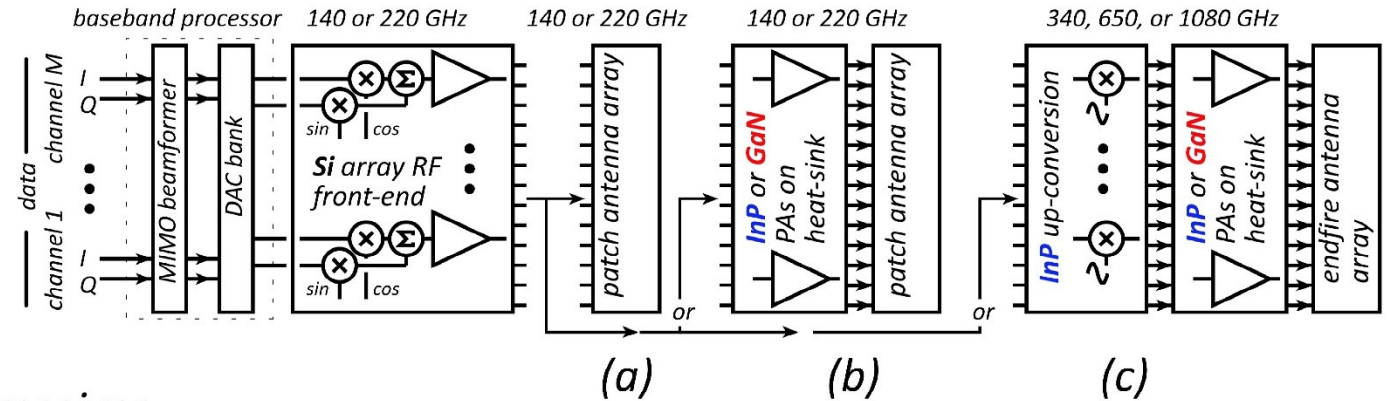 baseband processor
140 or 220 GHz
140 or 220 GHz
140 or 220 GHz
340, 650, or 1080 GHz
data
channel 1
channel M
I
Q
I
Q
MIMO beamformer
DAC bank
×
×
Σ
sin
cos
Si array RF
front-end
×
×
Σ
sin
cos
patch antenna array
or
InP or GaN
PAs on
heat-sink
patch antenna array
or
InP up-conversion
×
×
InP or GaN
PAs on
heat-sink
endfire antenna
array
(a)
(b)
(c)